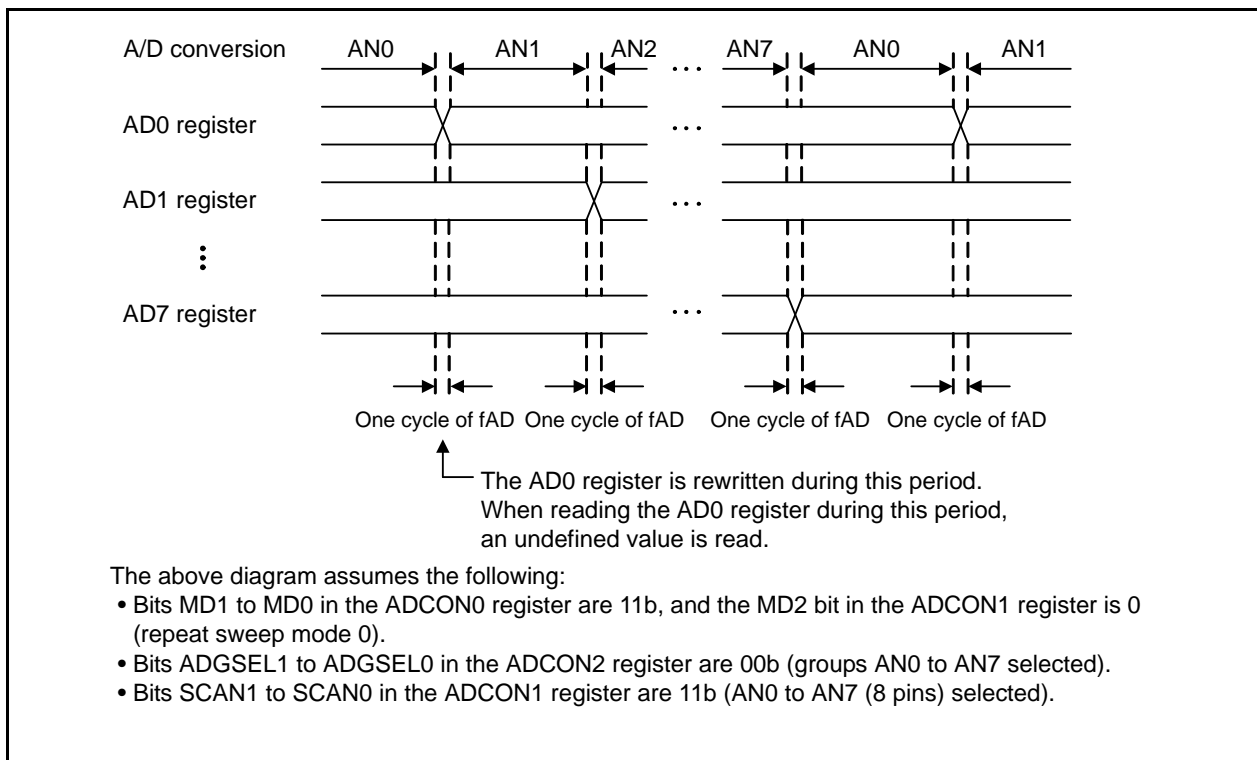 A/D conversion AN0 AN1 AN2 ... AN7 AN0 AN1
AD0 register ...
AD1 register ...
AD7 register ...
One cycle of fAD One cycle of fAD One cycle of fAD One cycle of fAD
The AD0 register is rewritten during this period.
When reading the AD0 register during this period,
an undefined value is read.
The above diagram assumes the following:
• Bits MD1 to MD0 in the ADCON0 register are 11b, and the MD2 bit in the ADCON1 register is 0
(repeat sweep mode 0).
• Bits ADGSEL1 to ADGSEL0 in the ADCON2 register are 00b (groups AN0 to AN7 selected).
• Bits SCAN1 to SCAN0 in the ADCON1 register are 11b (AN0 to AN7 (8 pins) selected).